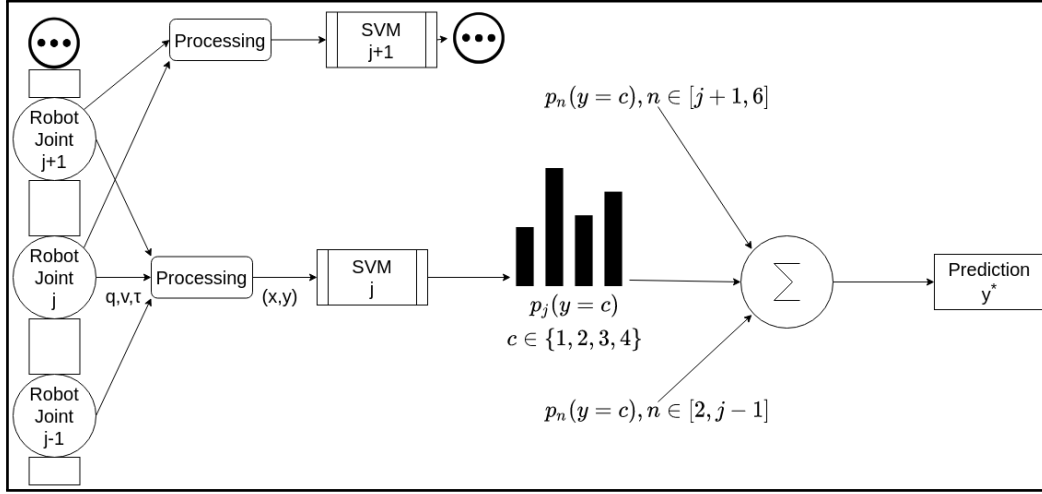 Processing
SVM
j+1
Robot
Joint
j+1
p_n(y = c), n ∈ [j + 1, 6]
Robot
Joint
j
q,v,τ
Processing
(x,y)
SVM
j
p_j(y = c)
c ∈ {1, 2, 3, 4}
∑
Prediction
y*
Robot
Joint
j-1
p_n(y = c), n ∈ [2, j − 1]